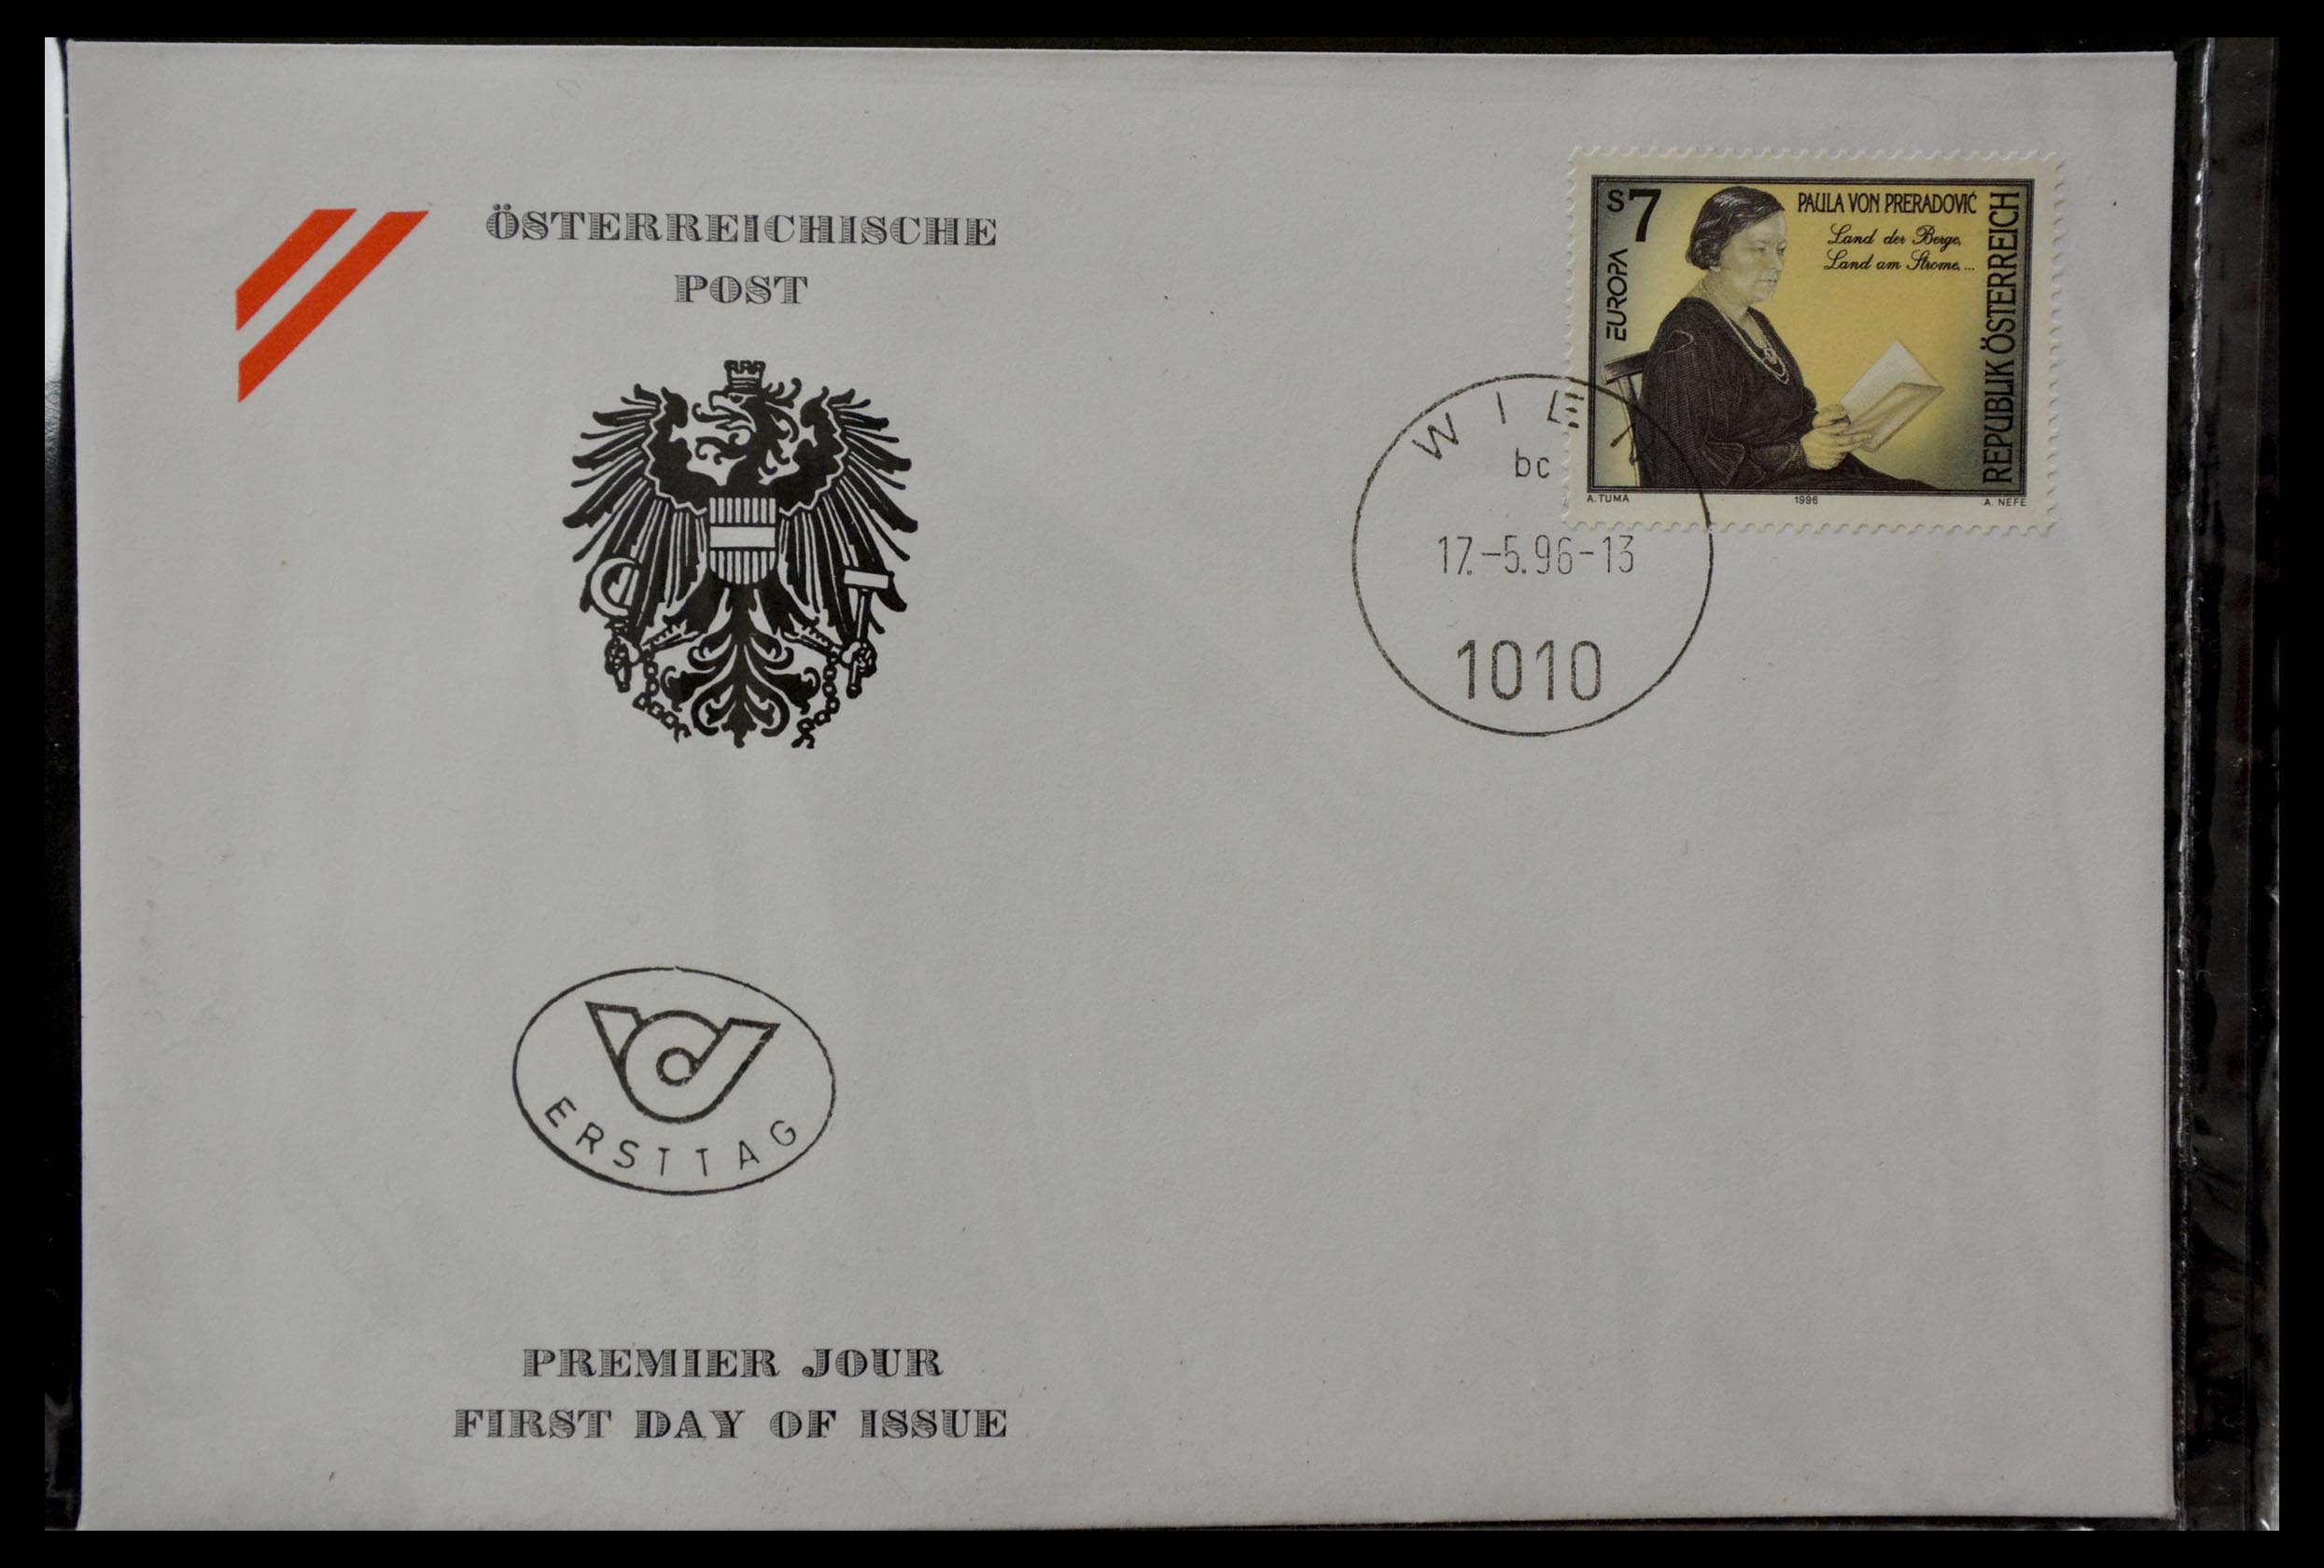 ÖSTERREICHISCHE
POST
S7
EUROPA
PAULA VON PRERADOVIĆ
Land der Berge,
Land am Strome,...
REPUBLIK ÖSTERREICH
A. TUMA
1996
A. NEFE
WIEN
bc
17.-5.96-13
1010
ERSTTAG
PREMIER JOUR
FIRST DAY OF ISSUE